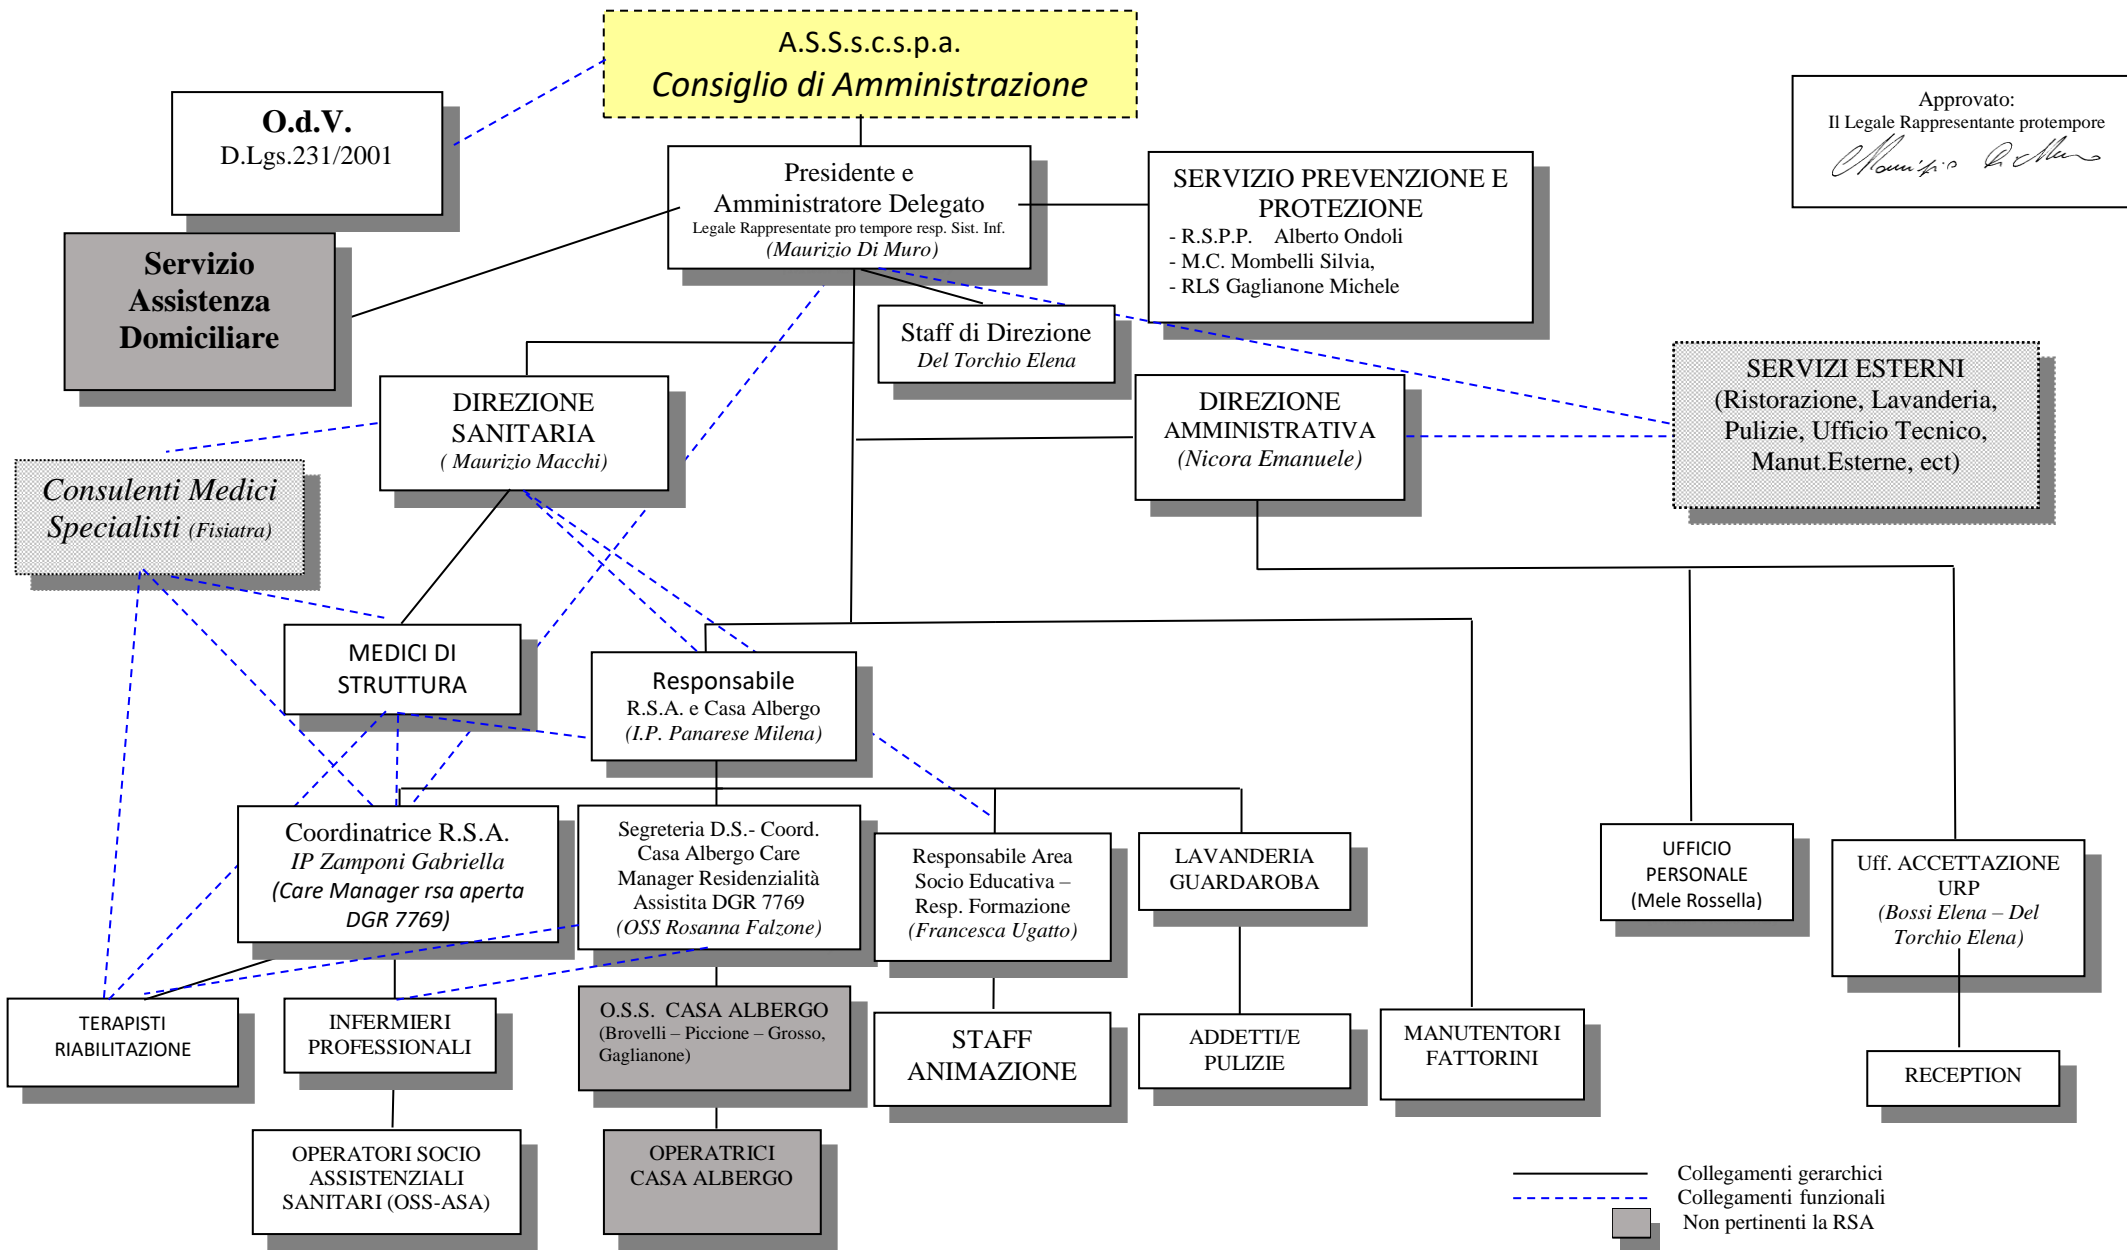 A.S.S.s.c.s.p.a.
Consiglio di Amministrazione
O.d.V.
D.Lgs.231/2001
Approvato:
Il Legale Rappresentante protempore
Maurizio Di Muro
Presidente e
Amministratore Delegato
Legale Rappresentate pro tempore resp. Sist. Inf.
(Maurizio Di Muro)
SERVIZIO PREVENZIONE E
PROTEZIONE
- R.S.P.P. Alberto Ondoli
- M.C. Mombelli Silvia,
- RLS Gaglianone Michele
Servizio
Assistenza
Domiciliare
Staff di Direzione
Del Torchio Elena
DIREZIONE
SANITARIA
( Maurizio Macchi)
DIREZIONE
AMMINISTRATIVA
(Nicora Emanuele)
SERVIZI ESTERNI
(Ristorazione, Lavanderia,
Pulizie, Ufficio Tecnico,
Manut.Esterne, ect)
Consulenti Medici
Specialisti (Fisiatra)
MEDICI DI
STRUTTURA
Responsabile
R.S.A. e Casa Albergo
(I.P. Panarese Milena)
Coordinatrice R.S.A.
IP Zamponi Gabriella
(Care Manager rsa aperta
DGR 7769)
Segreteria D.S.- Coord.
Casa Albergo Care
Manager Residenzialità
Assistita DGR 7769
(OSS Rosanna Falzone)
Responsabile Area
Socio Educativa –
Resp. Formazione
(Francesca Ugatto)
LAVANDERIA
GUARDAROBA
UFFICIO
PERSONALE
(Mele Rossella)
Uff. ACCETTAZIONE
URP
(Bossi Elena – Del
Torchio Elena)
TERAPISTI
RIABILITAZIONE
INFERMIERI
PROFESSIONALI
O.S.S. CASA ALBERGO
(Brovelli – Piccione – Grosso,
Gaglianone)
STAFF
ANIMAZIONE
ADDETTI/E
PULIZIE
MANUTENTORI
FATTORINI
RECEPTION
OPERATORI SOCIO
ASSISTENZIALI
SANITARI (OSS-ASA)
OPERATRICI
CASA ALBERGO
Collegamenti gerarchici
Collegamenti funzionali
Non pertinenti la RSA